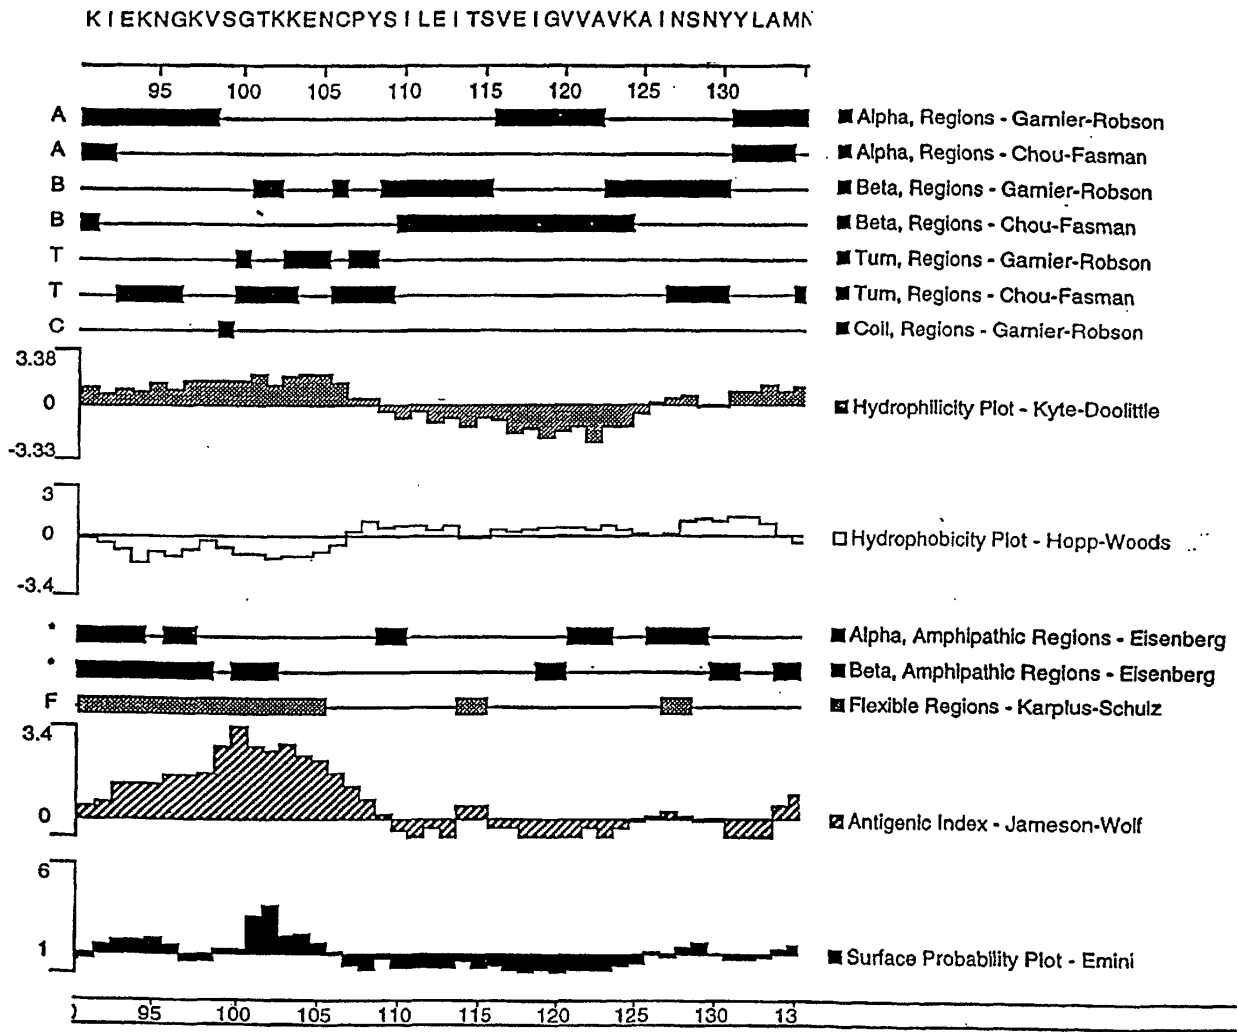 KIEKNGKVSGTKKENCPYSILEITSVEIGVVAVKAINSNYYLAMN
95 100 105 110 115 120 125 130
A Alpha, Regions - Garnier-Robson
A Alpha, Regions - Chou-Fasman
B Beta, Regions - Garnier-Robson
B Beta, Regions - Chou-Fasman
T Turn, Regions - Garnier-Robson
T Turn, Regions - Chou-Fasman
C Coil, Regions - Garnier-Robson
3.38
0 Hydrophilicity Plot - Kyte-Doolittle
-3.33
3
0 Hydrophobicity Plot - Hopp-Woods
-3.4
* Alpha, Amphipathic Regions - Eisenberg
* Beta, Amphipathic Regions - Eisenberg
F Flexible Regions - Karplus-Schulz
3.4
0 Antigenic Index - Jameson-Wolf
6
1 Surface Probability Plot - Emini
95 100 105 110 115 120 125 130 13